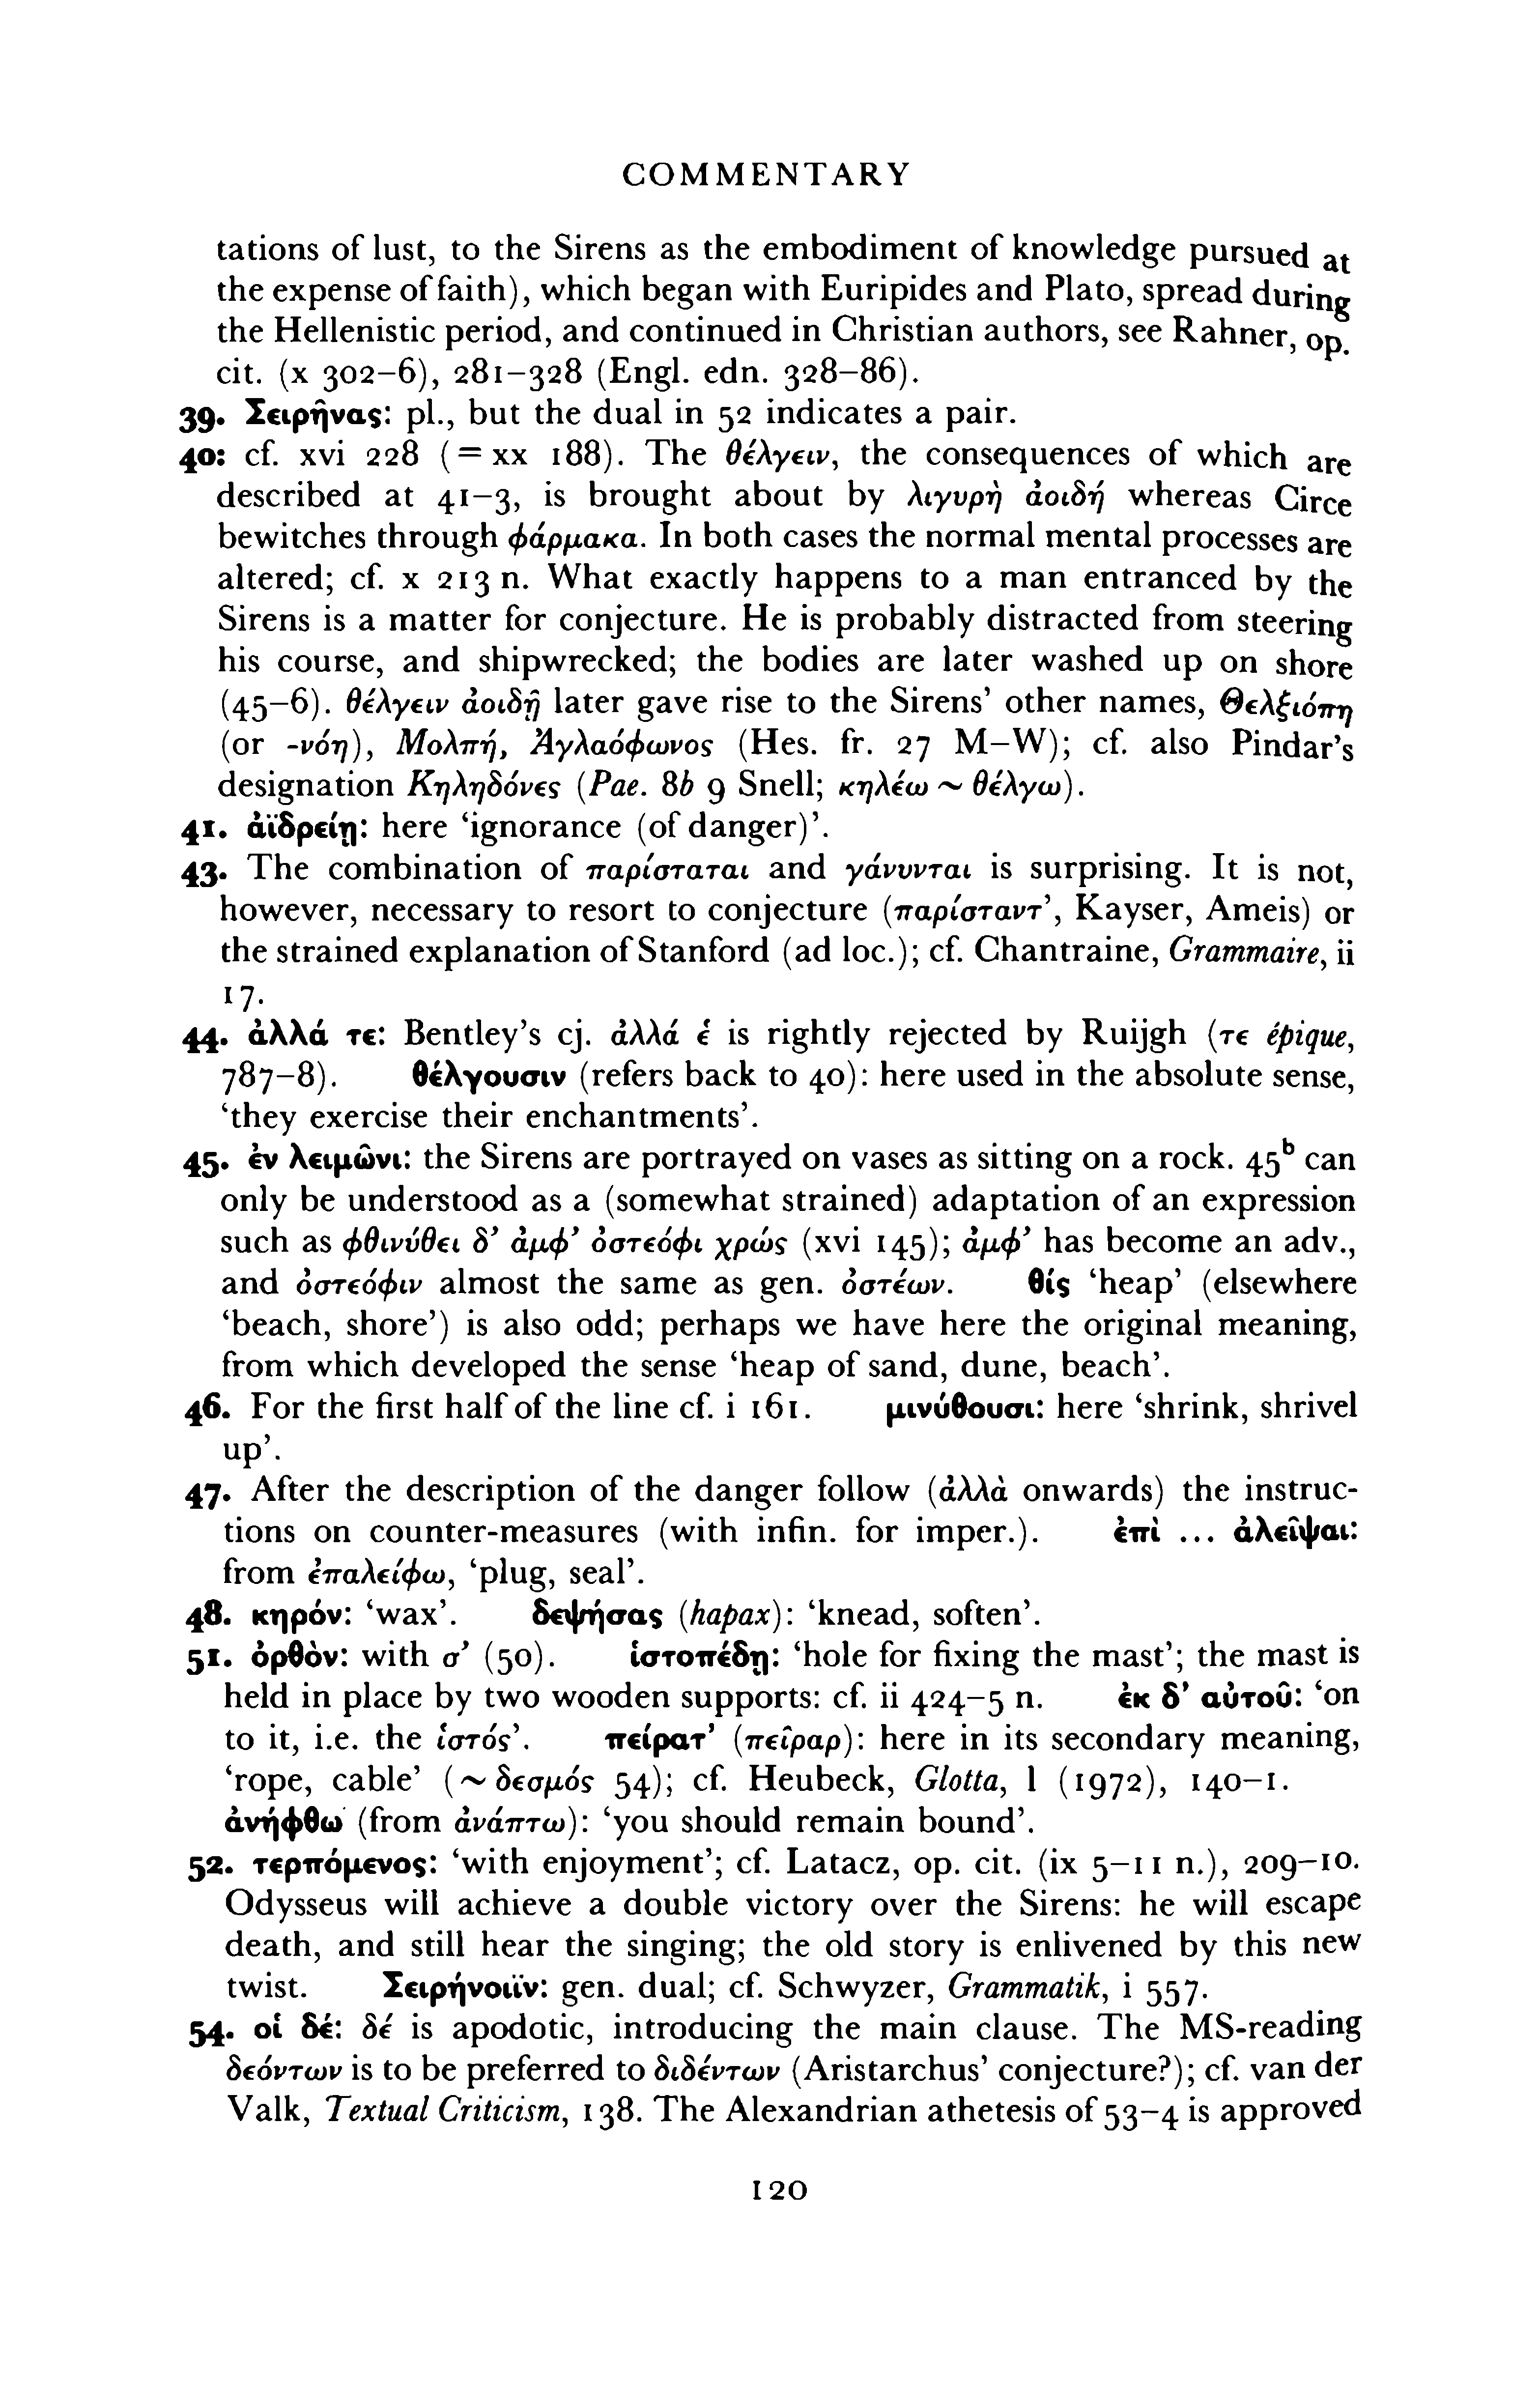 COMMENTARY
tations of lust, to the Sirens as the embodiment of knowledge pursued at
the expense of faith), which began with Euripides and Plato, spread during
the Hellenistic period, and continued in Christian authors, see Rahner, op.
cit. (x 302–6), 281–328 (Engl. edn. 328–86).
39. Σειρῆνας: pl., but the dual in 52 indicates a pair.
40: cf. xvi 228 (= xx 188). The θέλγειν, the consequences of which are
described at 41–3, is brought about by λιγυρὴ ἀοιδή whereas Circe
bewitches through φάρμακα. In both cases the normal mental processes are
altered; cf. x 213 n. What exactly happens to a man entranced by the
Sirens is a matter for conjecture. He is probably distracted from steering
his course, and shipwrecked; the bodies are later washed up on shore
(45–6). θέλγειν ἀοιδῇ later gave rise to the Sirens’ other names, Θελξιόπη
(or -νόη), Μολπή, Ἀγλαόφωνος (Hes. fr. 27 M–W); cf. also Pindar’s
designation Κηληδόνες (Pae. 8b 9 Snell; κηλέω ~ θέλγω).
41. ἀϊδρείῃ: here ‘ignorance (of danger)’.
43. The combination of παρίσταται and γάνυνται is surprising. It is not,
however, necessary to resort to conjecture (παρίσταντ’, Kayser, Ameis) or
the strained explanation of Stanford (ad loc.); cf. Chantraine, Grammaire, ii
17.
44. ἀλλά τε: Bentley’s cj. ἀλλά ἑ is rightly rejected by Ruijgh (τε épique,
787–8). θέλγουσιν (refers back to 40): here used in the absolute sense,
‘they exercise their enchantments’.
45. ἐν λειμῶνι: the Sirens are portrayed on vases as sitting on a rock. 45ᵇ can
only be understood as a (somewhat strained) adaptation of an expression
such as φθινύθει δ’ ἀμφ’ ὀστεόφι χρώς (xvi 145); ἀμφ’ has become an adv.,
and ὀστεόφιν almost the same as gen. ὀστέων. θίς ‘heap’ (elsewhere
‘beach, shore’) is also odd; perhaps we have here the original meaning,
from which developed the sense ‘heap of sand, dune, beach’.
46. For the first half of the line cf. i 161. μινύθουσι: here ‘shrink, shrivel
up’.
47. After the description of the danger follow (ἀλλὰ onwards) the instruc-
tions on counter-measures (with infin. for imper.). ἐπὶ ... ἀλεῖψαι:
from ἐπαλείφω, ‘plug, seal’.
48. κηρόν: ‘wax’. δεψήσας (hapax): ‘knead, soften’.
51. ὀρθὸν: with σ’ (50). ἱστοπέδῃ: ‘hole for fixing the mast’; the mast is
held in place by two wooden supports: cf. ii 424–5 n. ἐκ δ’ αὐτοῦ: ‘on
to it, i.e. the ἱστός’. πείρατ’ (πεῖραρ): here in its secondary meaning,
‘rope, cable’ (~ δεσμός 54); cf. Heubeck, Glotta, l (1972), 140–1.
ἀνήφθω (from ἀνάπτω): ‘you should remain bound’.
52. τερπόμενος: ‘with enjoyment’; cf. Latacz, op. cit. (ix 5–11 n.), 209–10.
Odysseus will achieve a double victory over the Sirens: he will escape
death, and still hear the singing; the old story is enlivened by this new
twist. Σειρήνοιϊν: gen. dual; cf. Schwyzer, Grammatik, i 557.
54. οἱ δέ: δέ is apodotic, introducing the main clause. The MS-reading
δεόντων is to be preferred to διδέντων (Aristarchus’ conjecture?); cf. van der
Valk, Textual Criticism, 138. The Alexandrian athetesis of 53–4 is approved
120